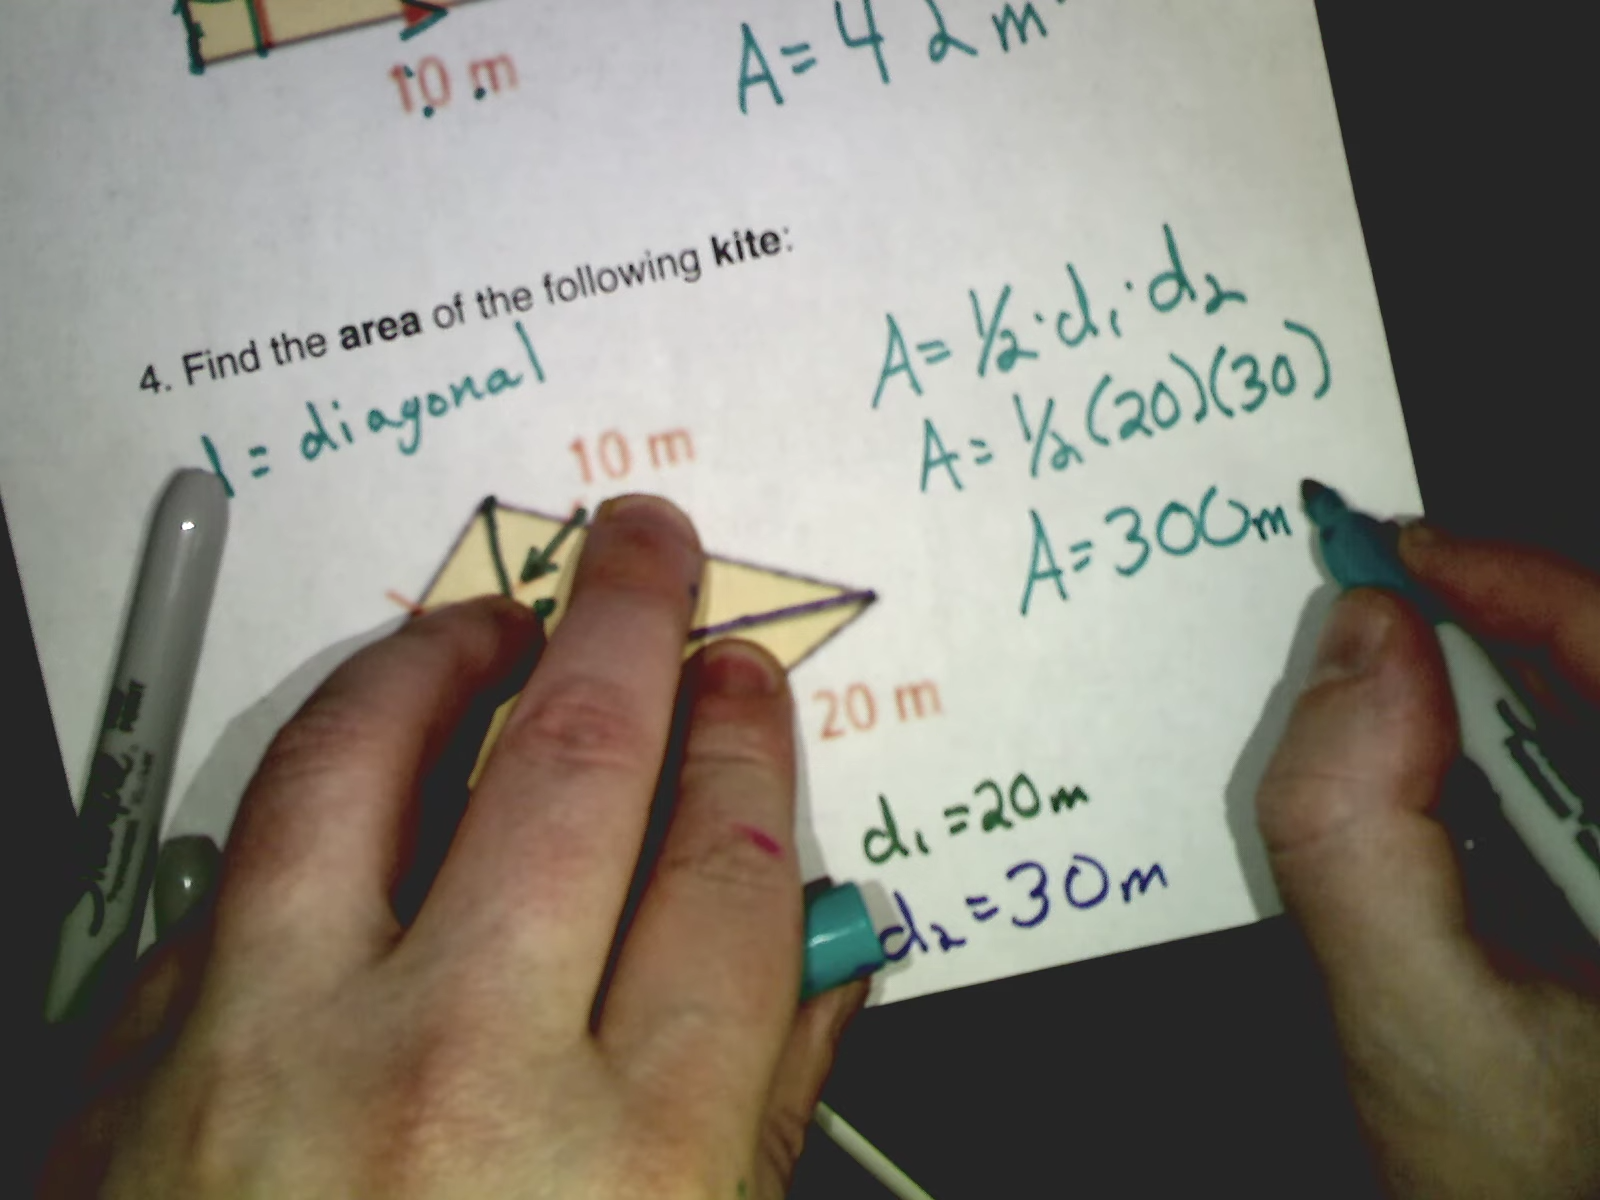 10 m
A = 42 m
4. Find the area of the following kite:
d = diagonal
10 m
20 m
A = 1/2 · d1 · d2
A = 1/2 (20)(30)
A = 300m
d1 = 20m
d2 = 30m